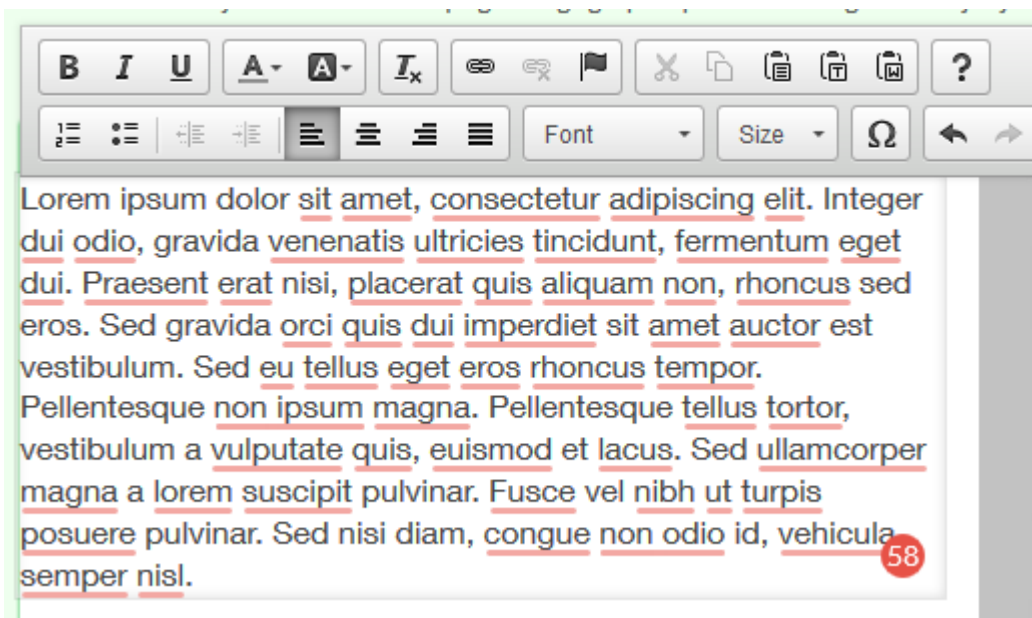 B I U A A Ix ?
Font Size Ω
Lorem ipsum dolor sit amet, consectetur adipiscing elit. Integer
dui odio, gravida venenatis ultricies tincidunt, fermentum eget
dui. Praesent erat nisi, placerat quis aliquam non, rhoncus sed
eros. Sed gravida orci quis dui imperdiet sit amet auctor est
vestibulum. Sed eu tellus eget eros rhoncus tempor.
Pellentesque non ipsum magna. Pellentesque tellus tortor,
vestibulum a vulputate quis, euismod et lacus. Sed ullamcorper
magna a lorem suscipit pulvinar. Fusce vel nibh ut turpis
posuere pulvinar. Sed nisi diam, congue non odio id, vehicula
58
semper nisl.